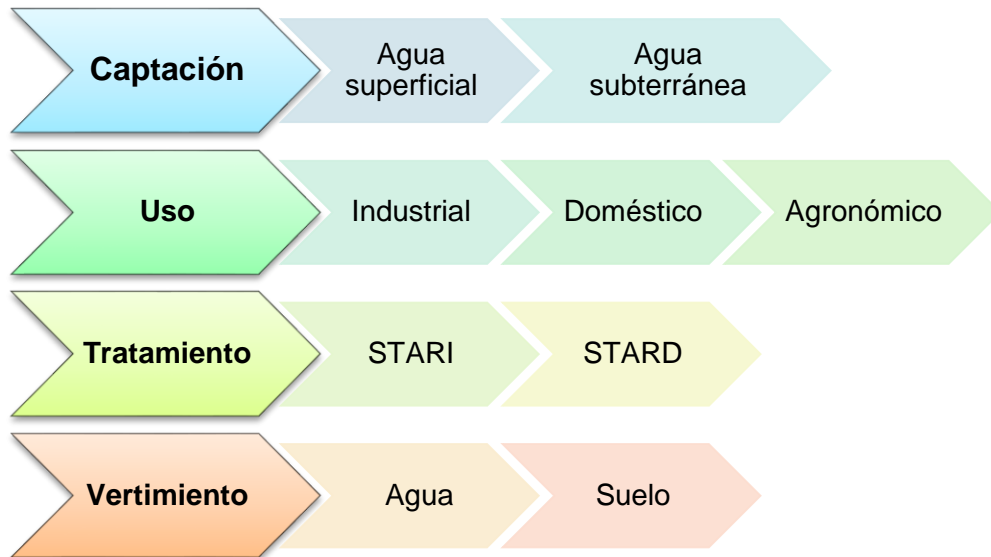 Captación
Agua
superficial
Agua
subterránea
Uso
Industrial
Doméstico
Agronómico
Tratamiento
STARI
STARD
Vertimiento
Agua
Suelo